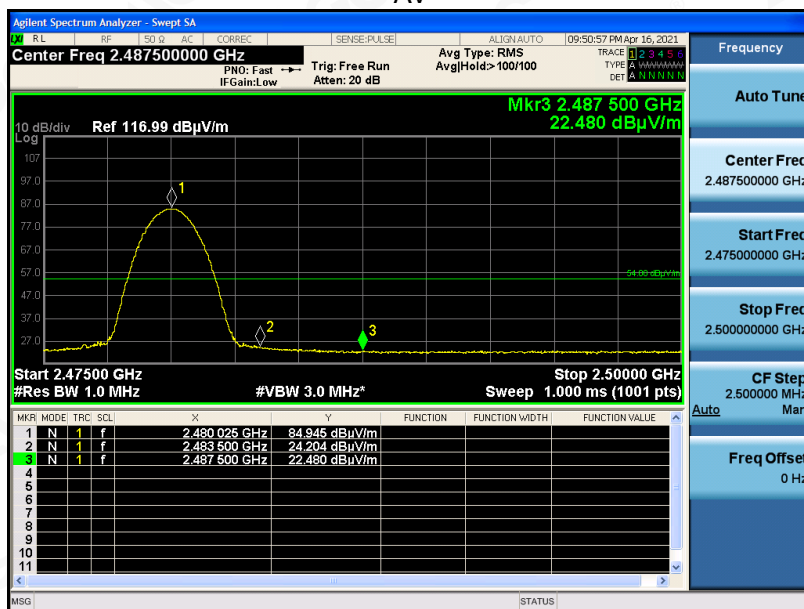 AV
Agilent Spectrum Analyzer - Swept SA
LXI RL RF 50 Ω AC CORREC SENSE:PULSE ALIGN AUTO 09:50:57 PM Apr 16, 2021
Center Freq 2.487500000 GHz
PNO: Fast
IFGain:Low
Trig: Free Run
Atten: 20 dB
Avg Type: RMS
Avg|Hold:>100/100
TRACE 1 2 3 4 5 6
TYPE A WWWWW
DET A N N N N N
Mkr3 2.487 500 GHz
22.480 dBµV/m
10 dB/div Ref 116.99 dBµV/m
Log
107
97.0
87.0
77.0
67.0
57.0
47.0
37.0
27.0
1
2
3
54.00 dBµV/m
Start 2.47500 GHz Stop 2.50000 GHz
#Res BW 1.0 MHz #VBW 3.0 MHz* Sweep 1.000 ms (1001 pts)
MKR MODE TRC SCL X Y FUNCTION FUNCTION WIDTH FUNCTION VALUE
1 N 1 f 2.480 025 GHz 84.945 dBµV/m
2 N 1 f 2.483 500 GHz 24.204 dBµV/m
3 N 1 f 2.487 500 GHz 22.480 dBµV/m
4
5
6
7
8
9
10
11
MSG STATUS
Frequency
Auto Tune
Center Freq
2.487500000 GHz
Start Freq
2.475000000 GHz
Stop Freq
2.500000000 GHz
CF Step
2.500000 MHz
Auto Man
Freq Offset
0 Hz